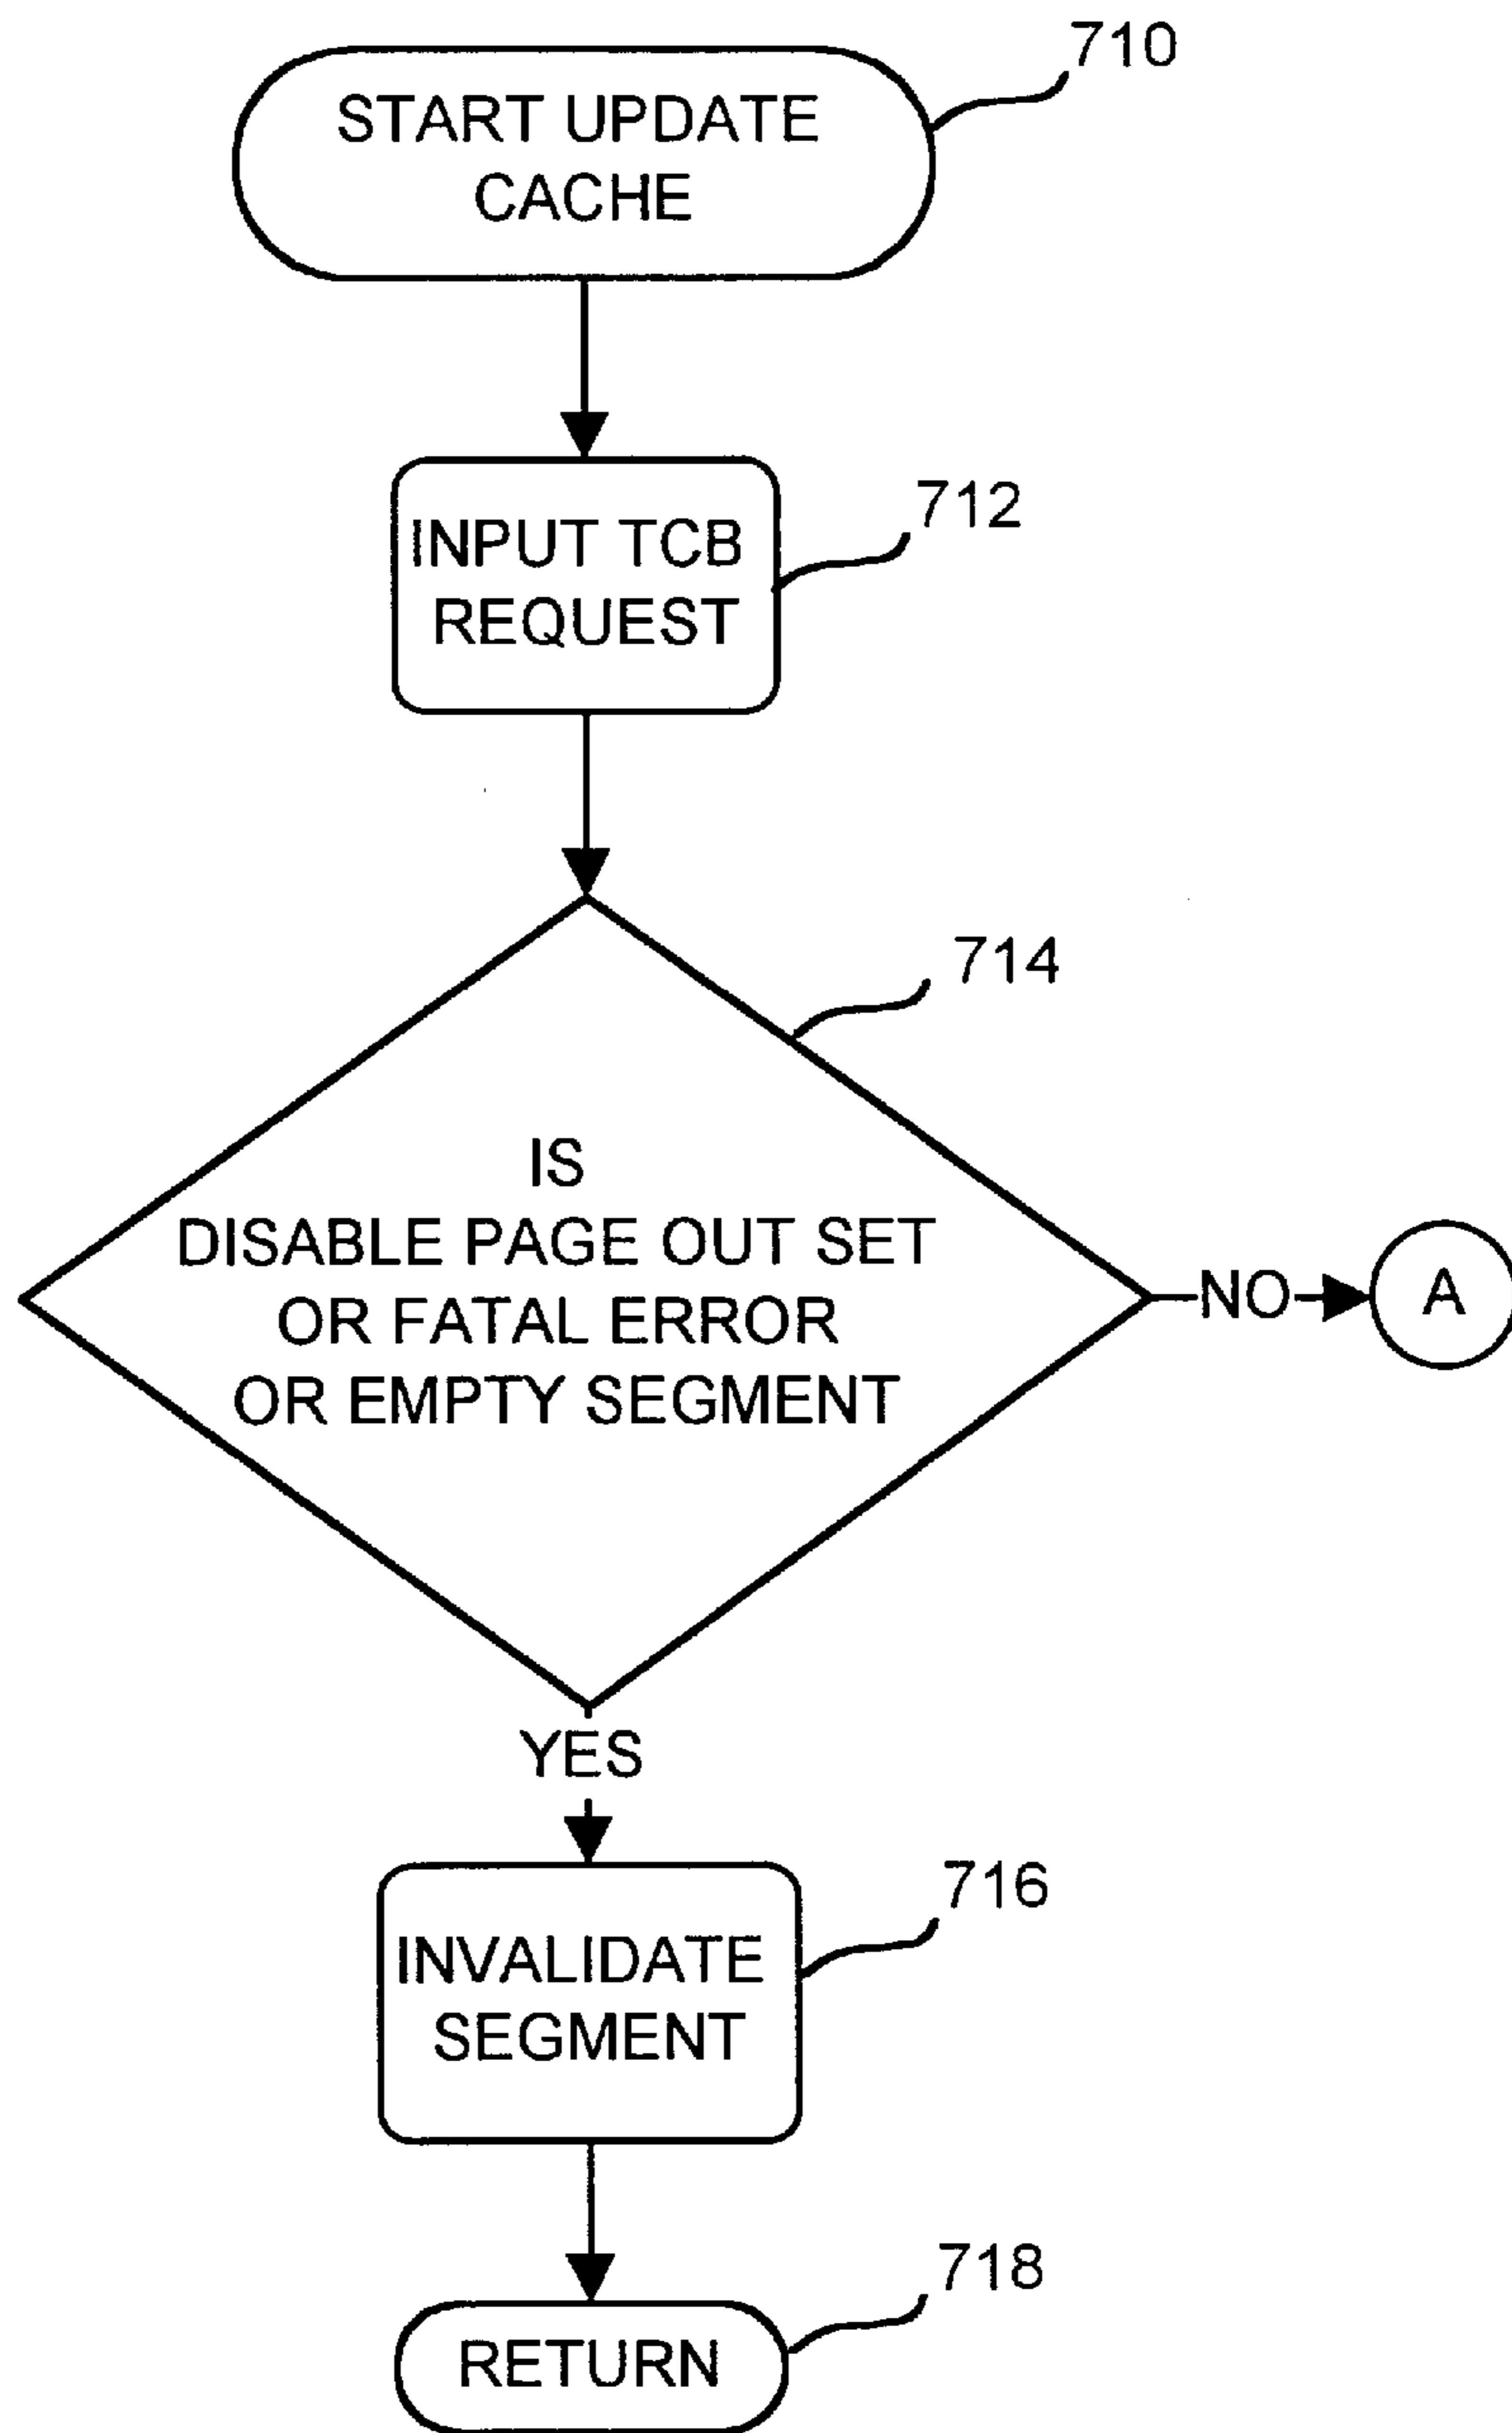 710
START UPDATE
CACHE
712
INPUT TCB
REQUEST
714
IS
DISABLE PAGE OUT SET
OR FATAL ERROR
OR EMPTY SEGMENT
NO
A
YES
716
INVALIDATE
SEGMENT
718
RETURN